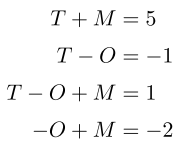 T + M = 5
T − O = −1
T − O + M = 1
−O + M = −2